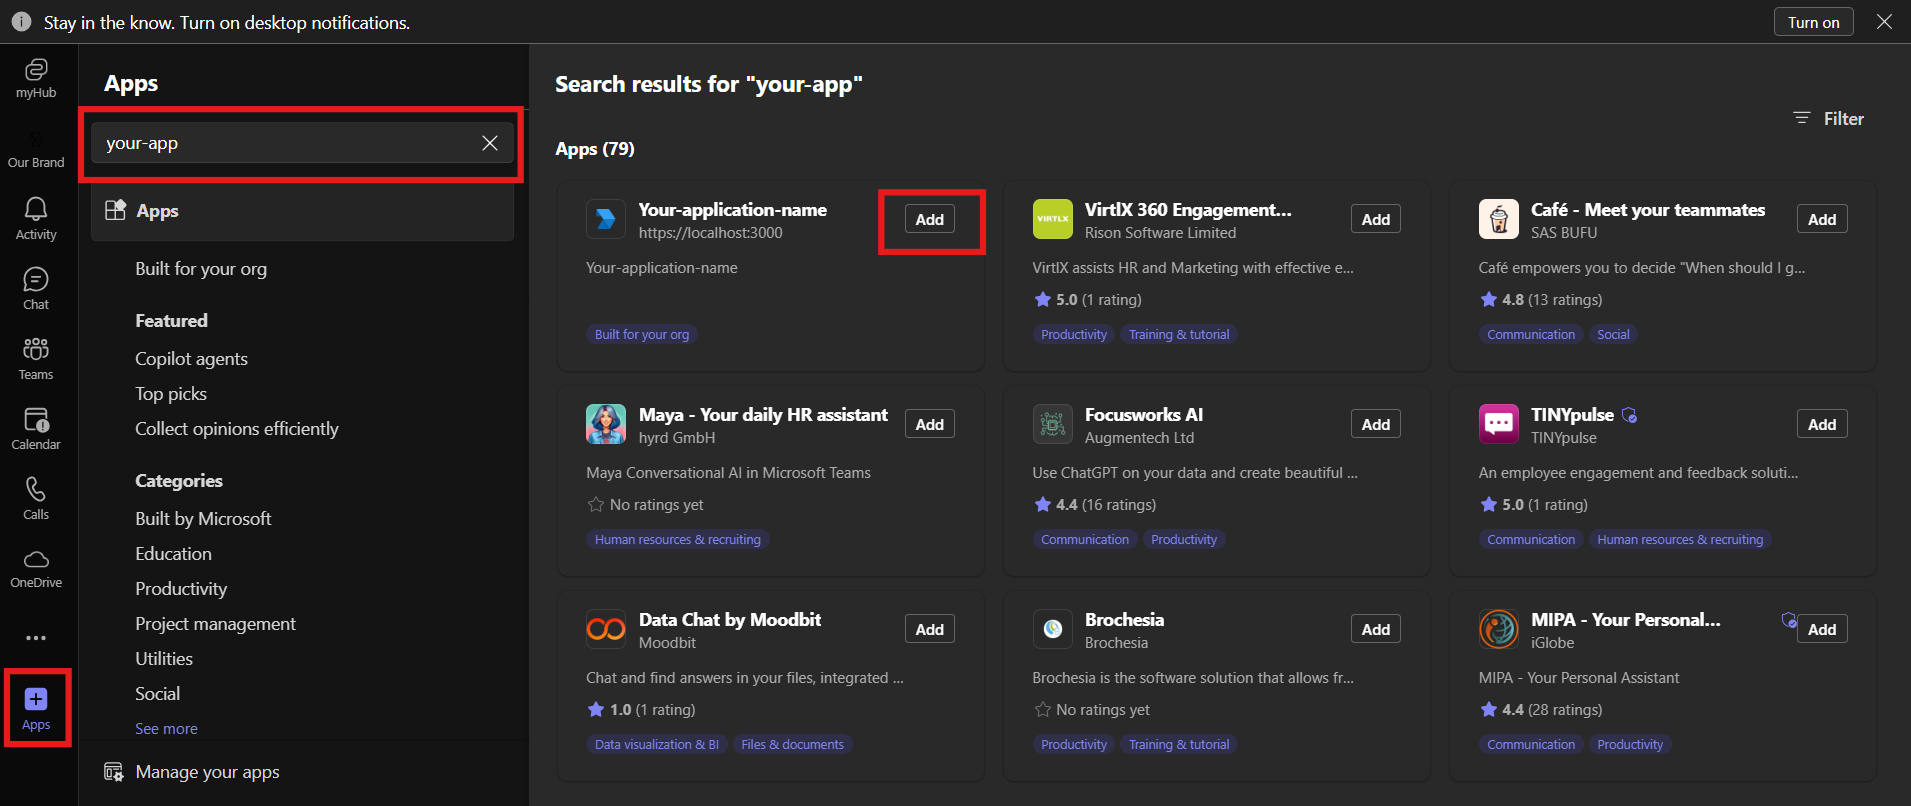 Stay in the know. Turn on desktop notifications.
Turn on
myHub
Our Brand
Activity
Chat
Teams
Calendar
Calls
OneDrive
Apps
Apps
your-app
Apps
Built for your org
Featured
Copilot agents
Top picks
Collect opinions efficiently
Categories
Built by Microsoft
Education
Productivity
Project management
Utilities
Social
See more
Manage your apps
Search results for "your-app"
Filter
Apps (79)
Your-application-name
https://localhost:3000
Add
Your-application-name
Built for your org
VIRTLX
VirtlX 360 Engagement...
Rison Software Limited
Add
VirtlX assists HR and Marketing with effective e...
5.0 (1 rating)
Productivity Training & tutorial
Café - Meet your teammates
SAS BUFU
Add
Café empowers you to decide "When should I g...
4.8 (13 ratings)
Communication Social
Maya - Your daily HR assistant
hyrd GmbH
Add
Maya Conversational AI in Microsoft Teams
No ratings yet
Human resources & recruiting
Focusworks AI
Augmentech Ltd
Add
Use ChatGPT on your data and create beautiful ...
4.4 (16 ratings)
Communication Productivity
TINYpulse
TINYpulse
Add
An employee engagement and feedback soluti...
5.0 (1 rating)
Communication Human resources & recruiting
Data Chat by Moodbit
Moodbit
Add
Chat and find answers in your files, integrated ...
1.0 (1 rating)
Data visualization & BI Files & documents
Brochesia
Brochesia
Add
Brochesia is the software solution that allows fr...
No ratings yet
Productivity Training & tutorial
MIPA - Your Personal...
iGlobe
Add
MIPA - Your Personal Assistant
4.4 (28 ratings)
Communication Productivity